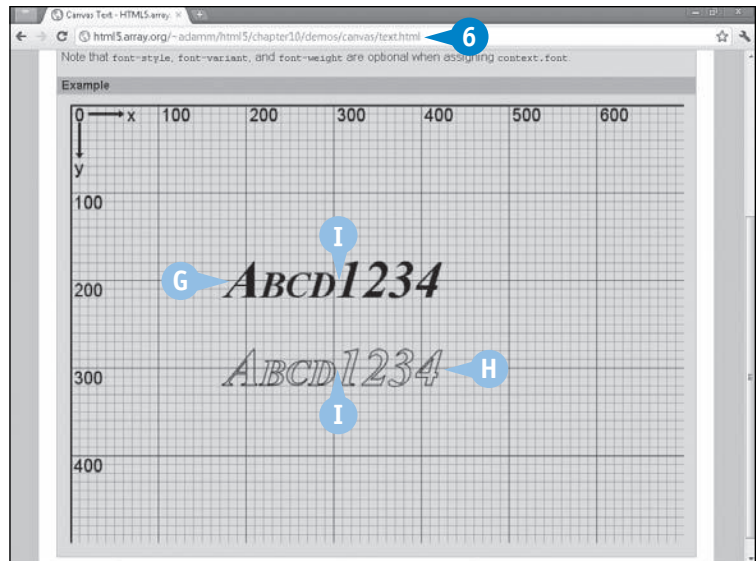 Canvas Text - HTML5.array. ×
html5.array.org/~adamm/html5/chapter10/demos/canvas/text.html
6
Note that font-style, font-variant, and font-weight are optional when assigning context.font.
Example
0 x 100 200 300 400 500 600
y
100
I
G ABCD1234
200
ABCD1234 H
300
I
400